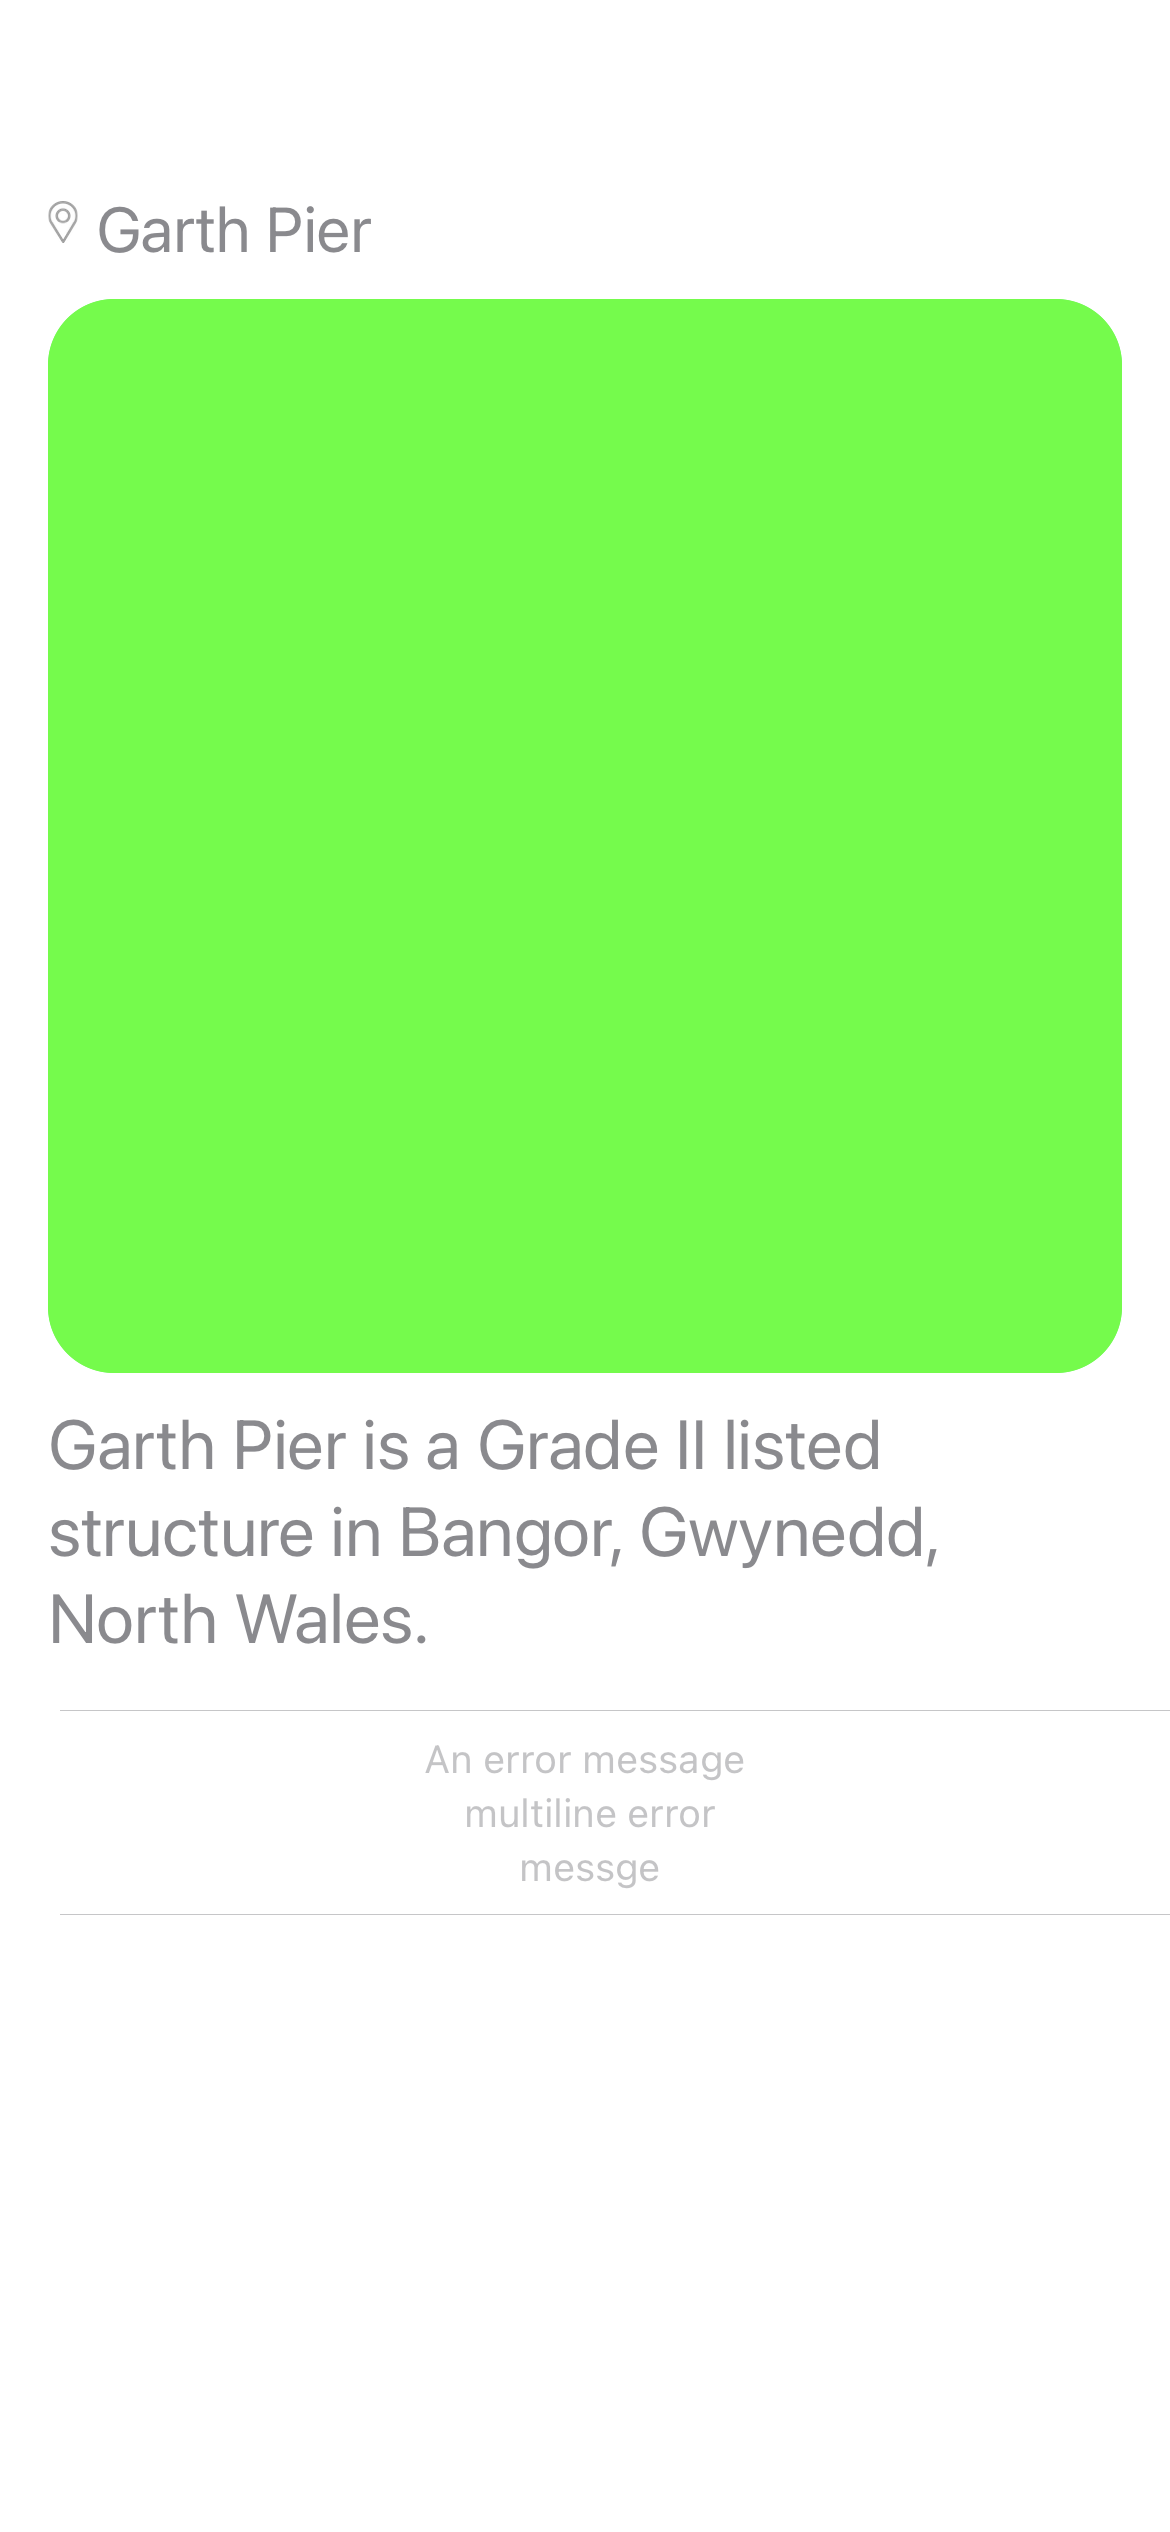 Garth Pier
Garth Pier is a Grade II listed
structure in Bangor, Gwynedd,
North Wales.
An error message
multiline error
messge